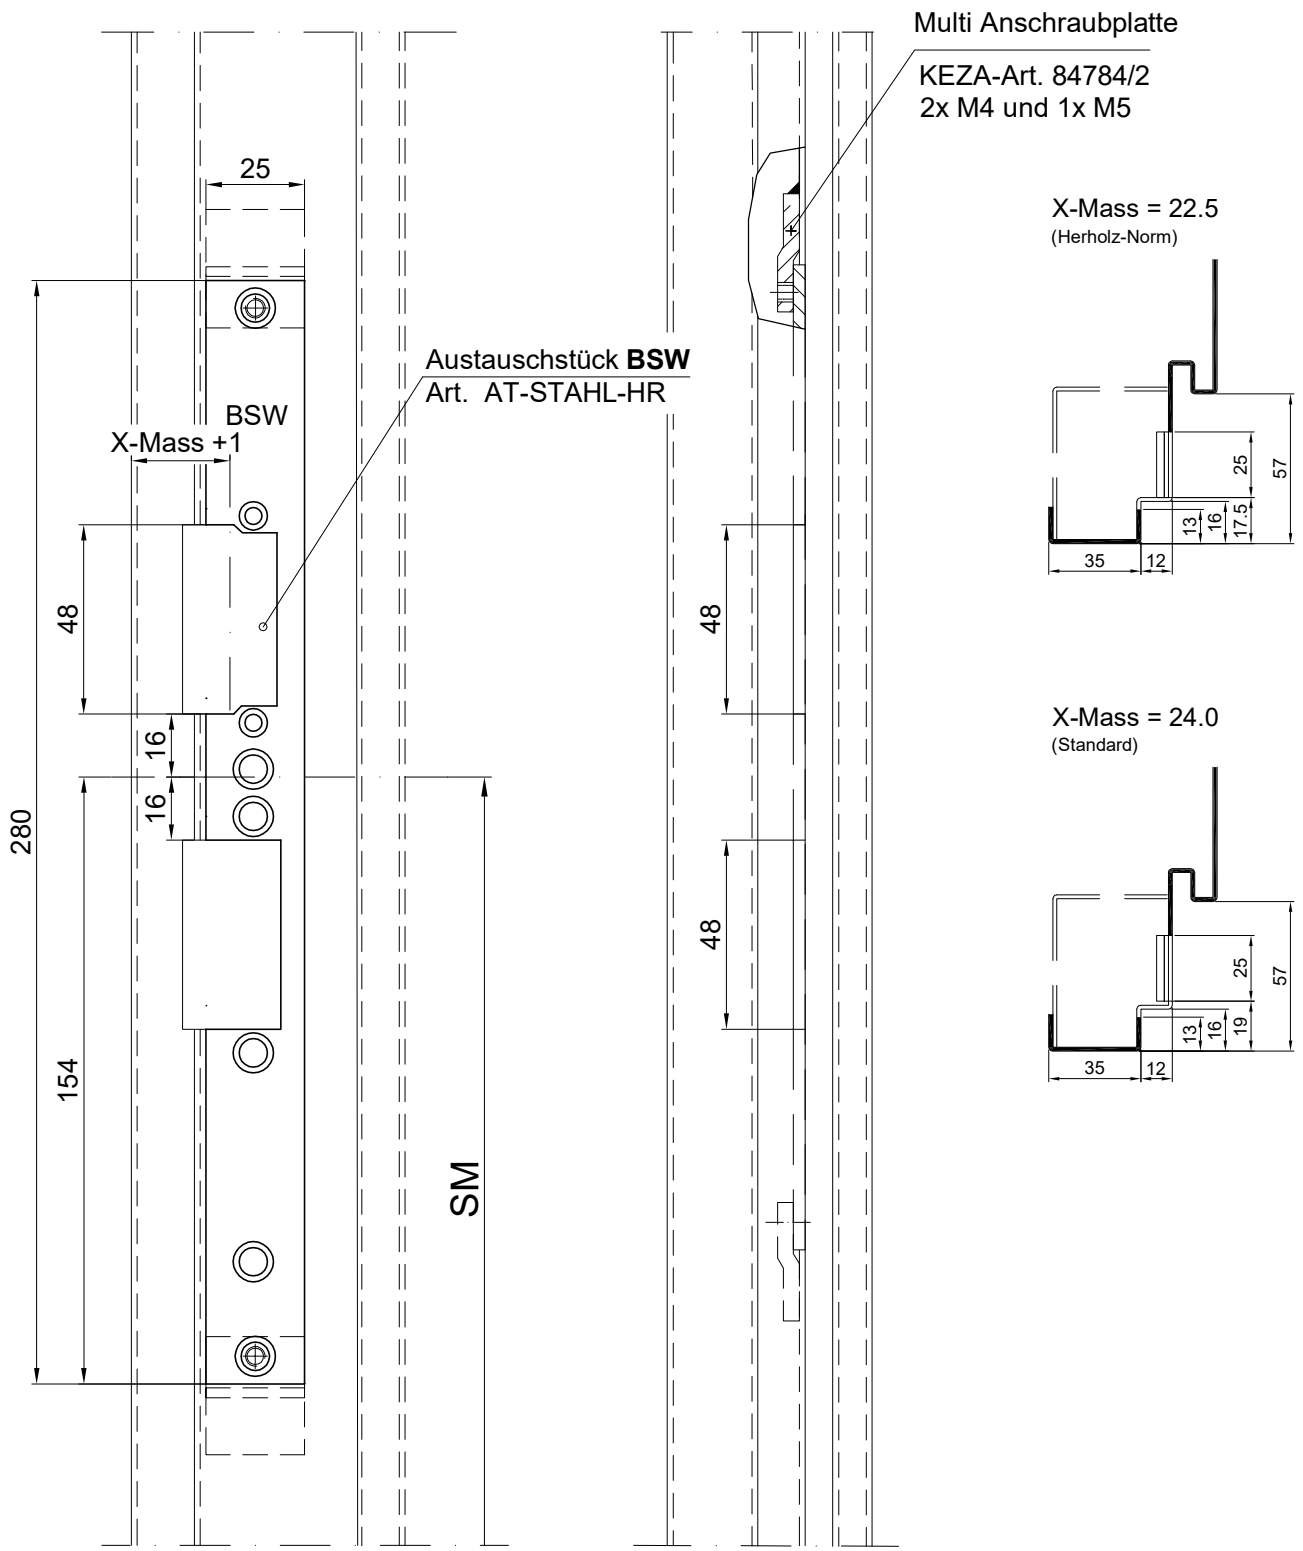 Multi Anschraubplatte
KEZA-Art. 84784/2
2x M4 und 1x M5
25
X-Mass = 22.5
(Herholz-Norm)
Austauschstück BSW
Art. AT-STAHL-HR
BSW
X-Mass +1
25
57
13
16
17.5
35
12
48
48
X-Mass = 24.0
(Standard)
16
16
280
48
25
57
13
16
19
35
12
154
SM